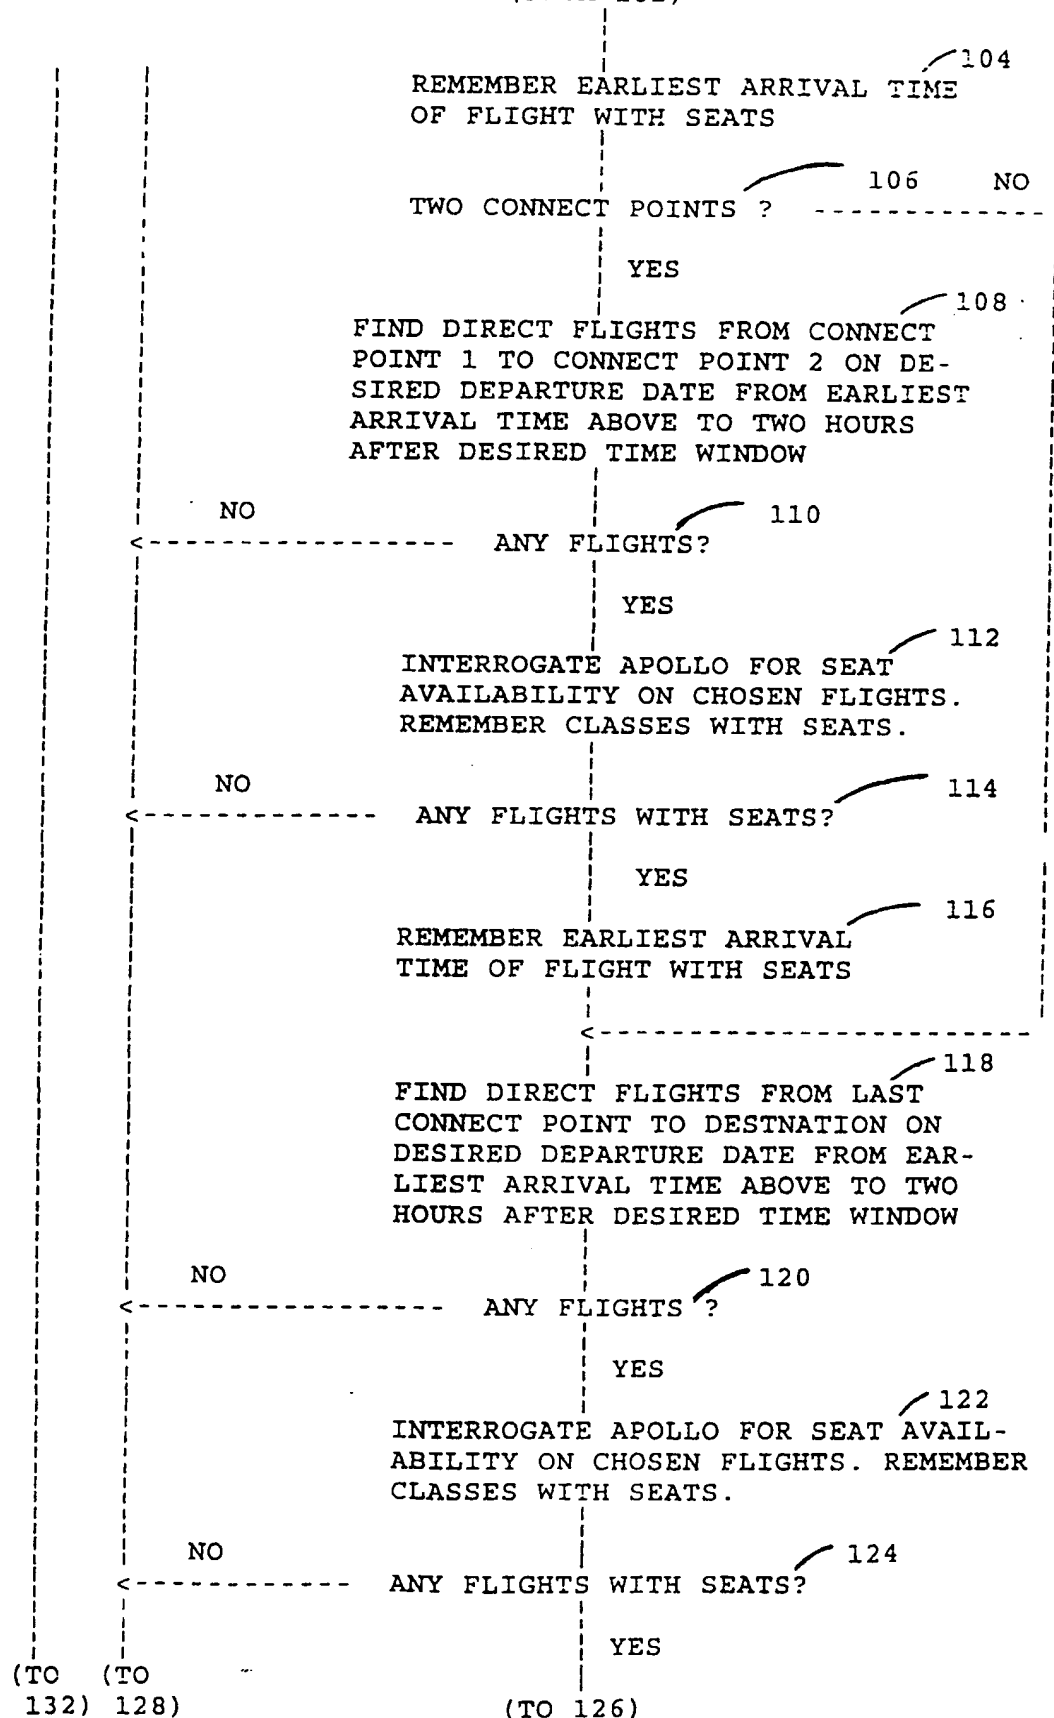 104
REMEMBER EARLIEST ARRIVAL TIME
OF FLIGHT WITH SEATS
106 NO
TWO CONNECT POINTS ?
YES
108
FIND DIRECT FLIGHTS FROM CONNECT
POINT 1 TO CONNECT POINT 2 ON DE-
SIRED DEPARTURE DATE FROM EARLIEST
ARRIVAL TIME ABOVE TO TWO HOURS
AFTER DESIRED TIME WINDOW
NO 110
ANY FLIGHTS?
YES
112
INTERROGATE APOLLO FOR SEAT
AVAILABILITY ON CHOSEN FLIGHTS.
REMEMBER CLASSES WITH SEATS.
NO 114
ANY FLIGHTS WITH SEATS?
YES
116
REMEMBER EARLIEST ARRIVAL
TIME OF FLIGHT WITH SEATS
118
FIND DIRECT FLIGHTS FROM LAST
CONNECT POINT TO DESTNATION ON
DESIRED DEPARTURE DATE FROM EAR-
LIEST ARRIVAL TIME ABOVE TO TWO
HOURS AFTER DESIRED TIME WINDOW
NO 120
ANY FLIGHTS ?
YES
122
INTERROGATE APOLLO FOR SEAT AVAIL-
ABILITY ON CHOSEN FLIGHTS. REMEMBER
CLASSES WITH SEATS.
NO 124
ANY FLIGHTS WITH SEATS?
YES
(TO (TO
132) 128) (TO 126)